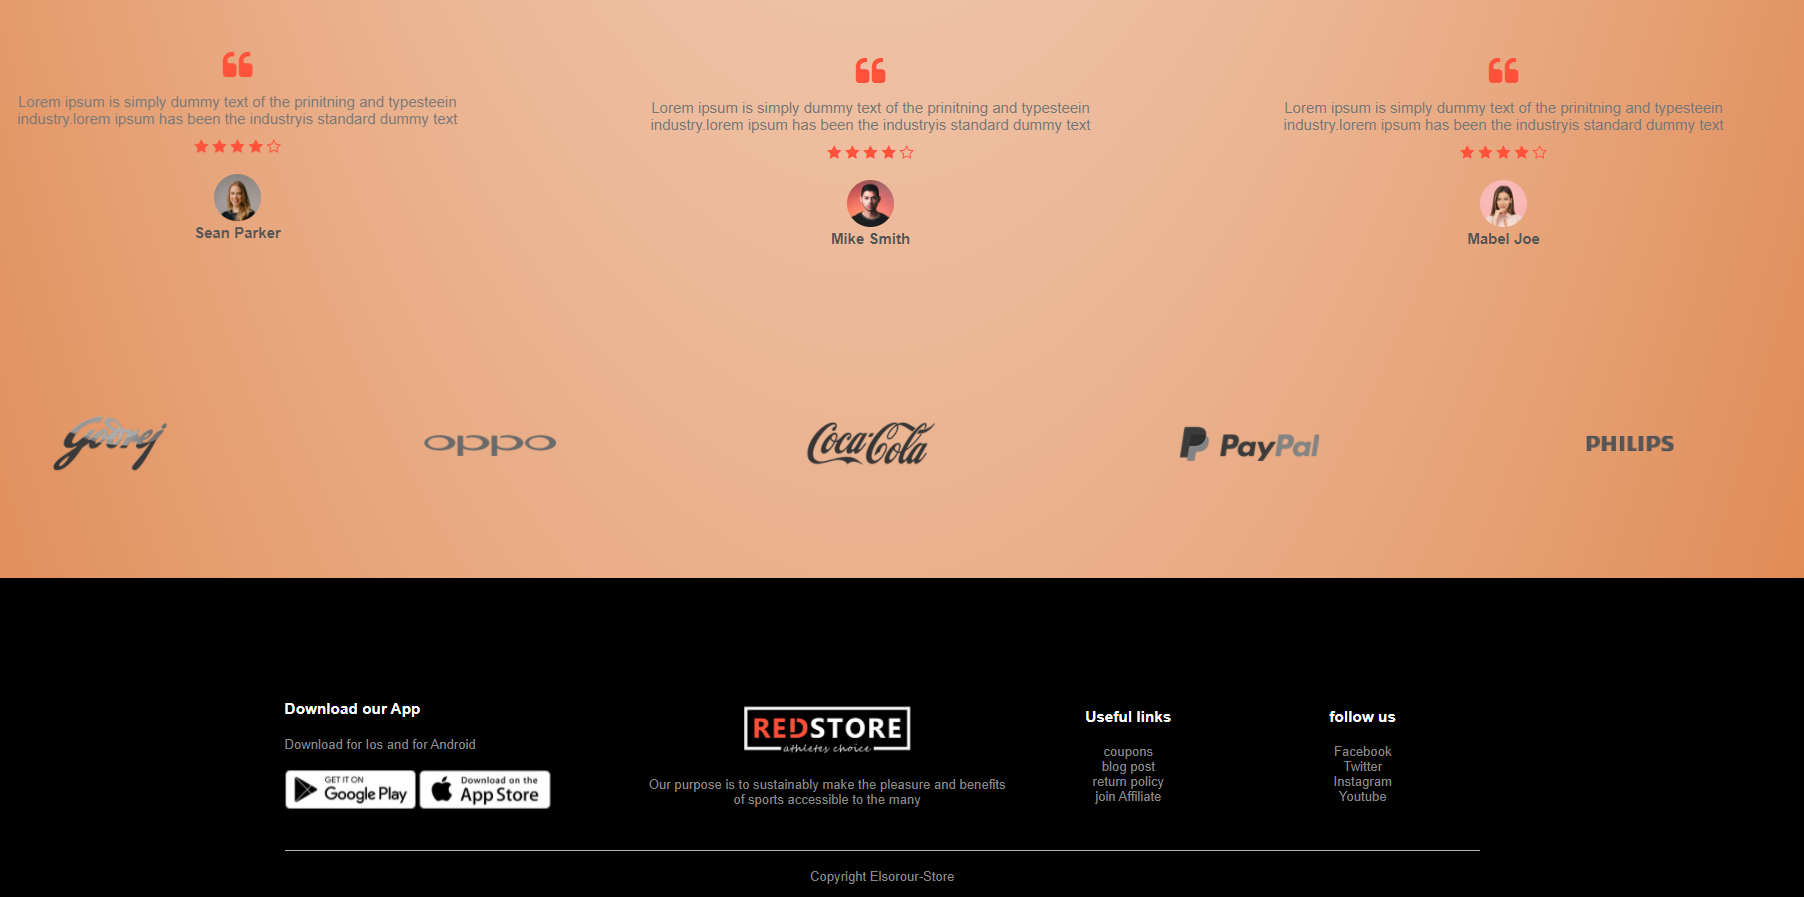 Lorem ipsum is simply dummy text of the prinitning and typesteein
industry.lorem ipsum has been the industryis standard dummy text
Sean Parker
Lorem ipsum is simply dummy text of the prinitning and typesteein
industry.lorem ipsum has been the industryis standard dummy text
Mike Smith
Lorem ipsum is simply dummy text of the prinitning and typesteein
industry.lorem ipsum has been the industryis standard dummy text
Mabel Joe
Godrej
oppo
Coca-Cola
PayPal
PHILIPS
Download our App
Download for Ios and for Android
GET IT ON
Google Play
Download on the
App Store
REDSTORE
athletes choice
Our purpose is to sustainably make the pleasure and benefits
of sports accessible to the many
Useful links
coupons
blog post
return policy
join Affiliate
follow us
Facebook
Twitter
Instagram
Youtube
Copyright Elsorour-Store